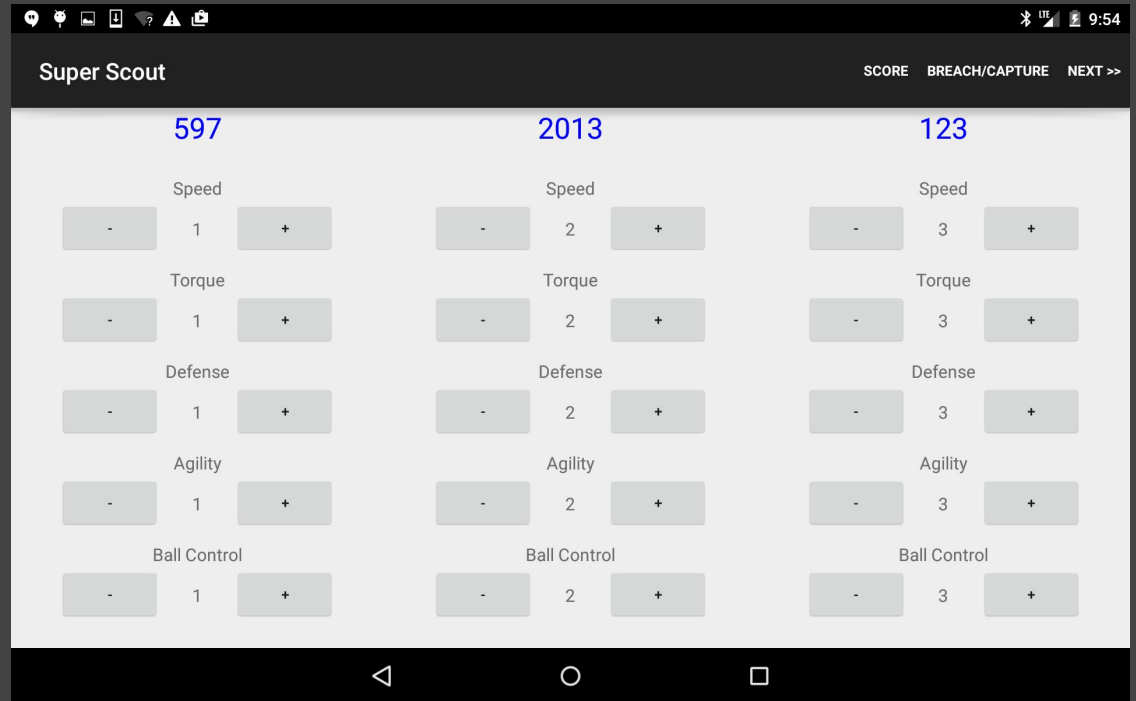 LTE 9:54
Super Scout SCORE BREACH/CAPTURE NEXT >>
597 2013 123
Speed Speed Speed
- 1 + - 2 + - 3 +
Torque Torque Torque
- 1 + - 2 + - 3 +
Defense Defense Defense
- 1 + - 2 + - 3 +
Agility Agility Agility
- 1 + - 2 + - 3 +
Ball Control Ball Control Ball Control
- 1 + - 2 + - 3 +